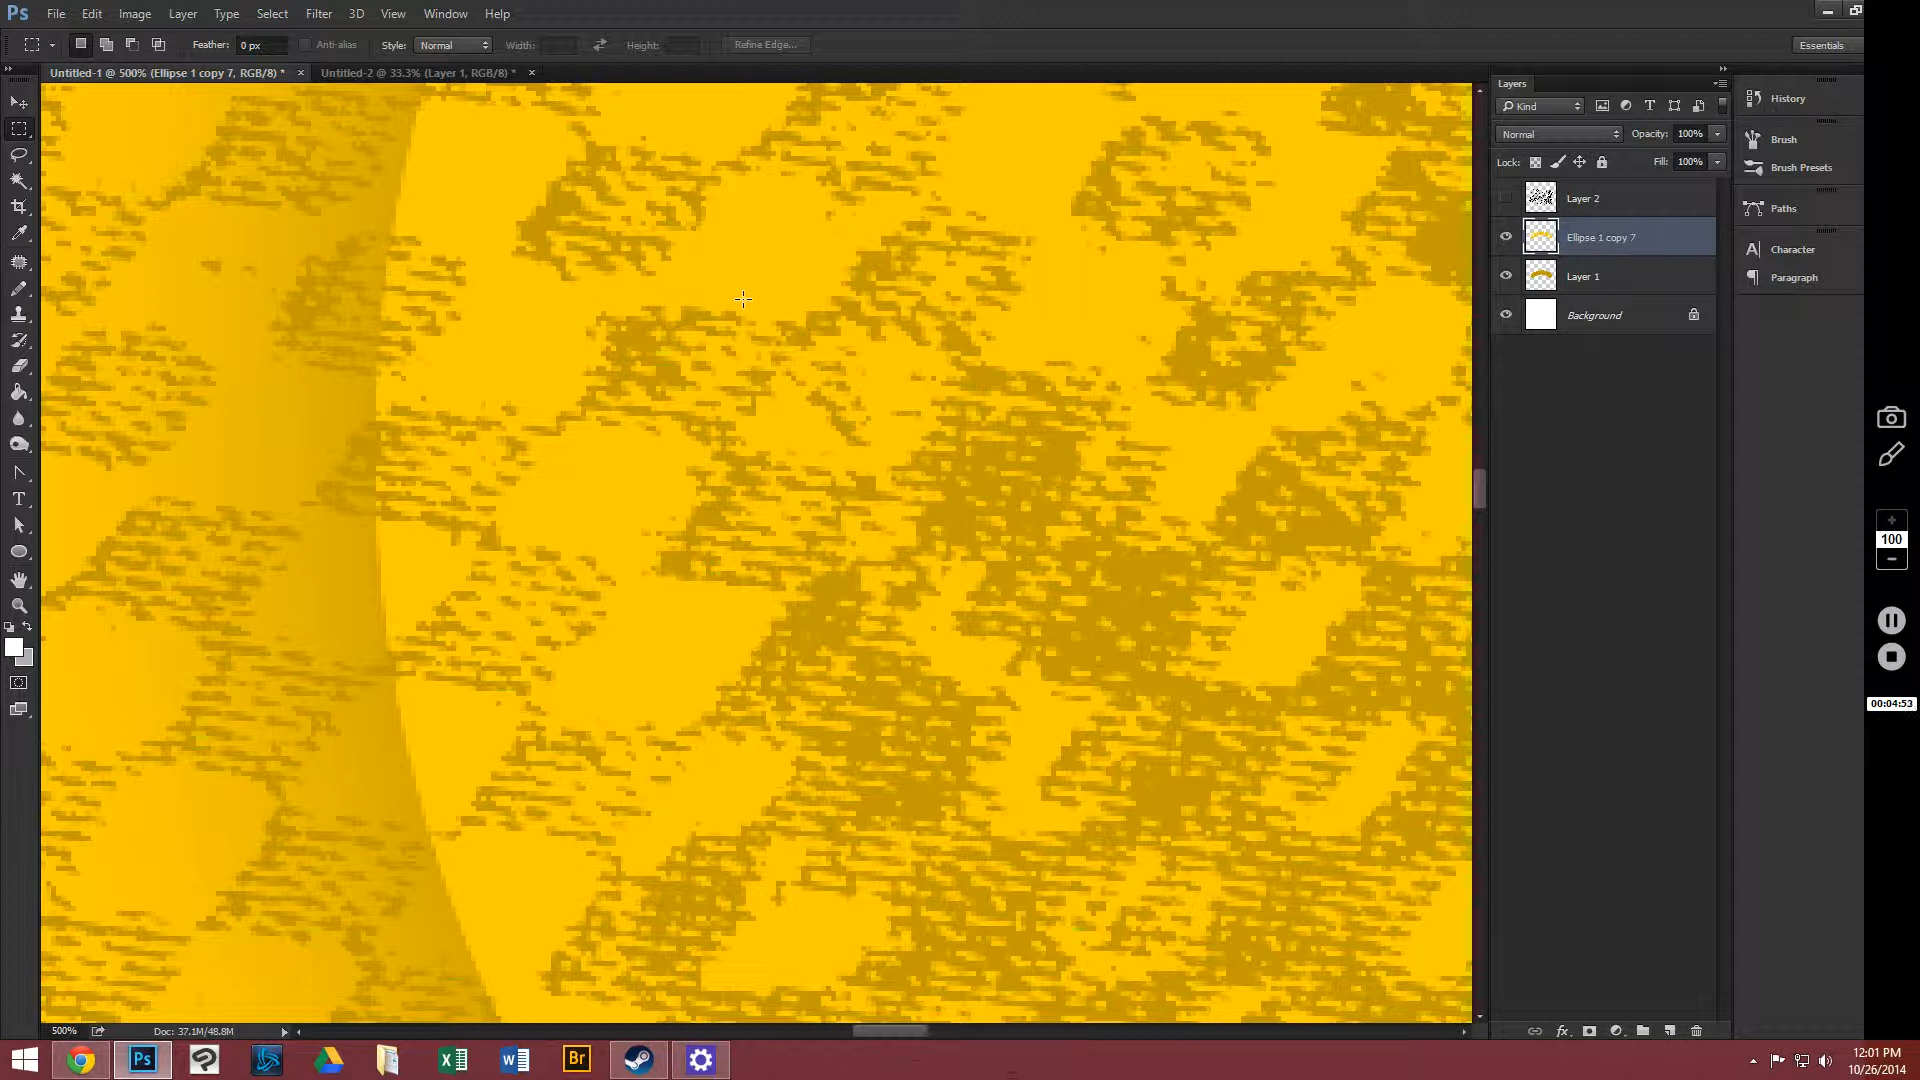 Ps File Edit Image Layer Type Select Filter 3D View Window Help
Feather: 0 px Anti-alias Style: Normal Width: Height: Refine Edge... Essentials
Untitled-1 @ 500% (Ellipse 1 copy 7, RGB/8) * × Untitled-2 @ 33.3% (Layer 1, RGB/8) * ×
Layers
Kind
Normal Opacity: 100%
Lock: Fill: 100%
Layer 2
Ellipse 1 copy 7
Layer 1
Background
History
Brush
Brush Presets
Paths
Character
Paragraph
100
00:04:53
500% Doc: 37.1M/48.8M
Ps Br
12:01 PM
10/26/2014